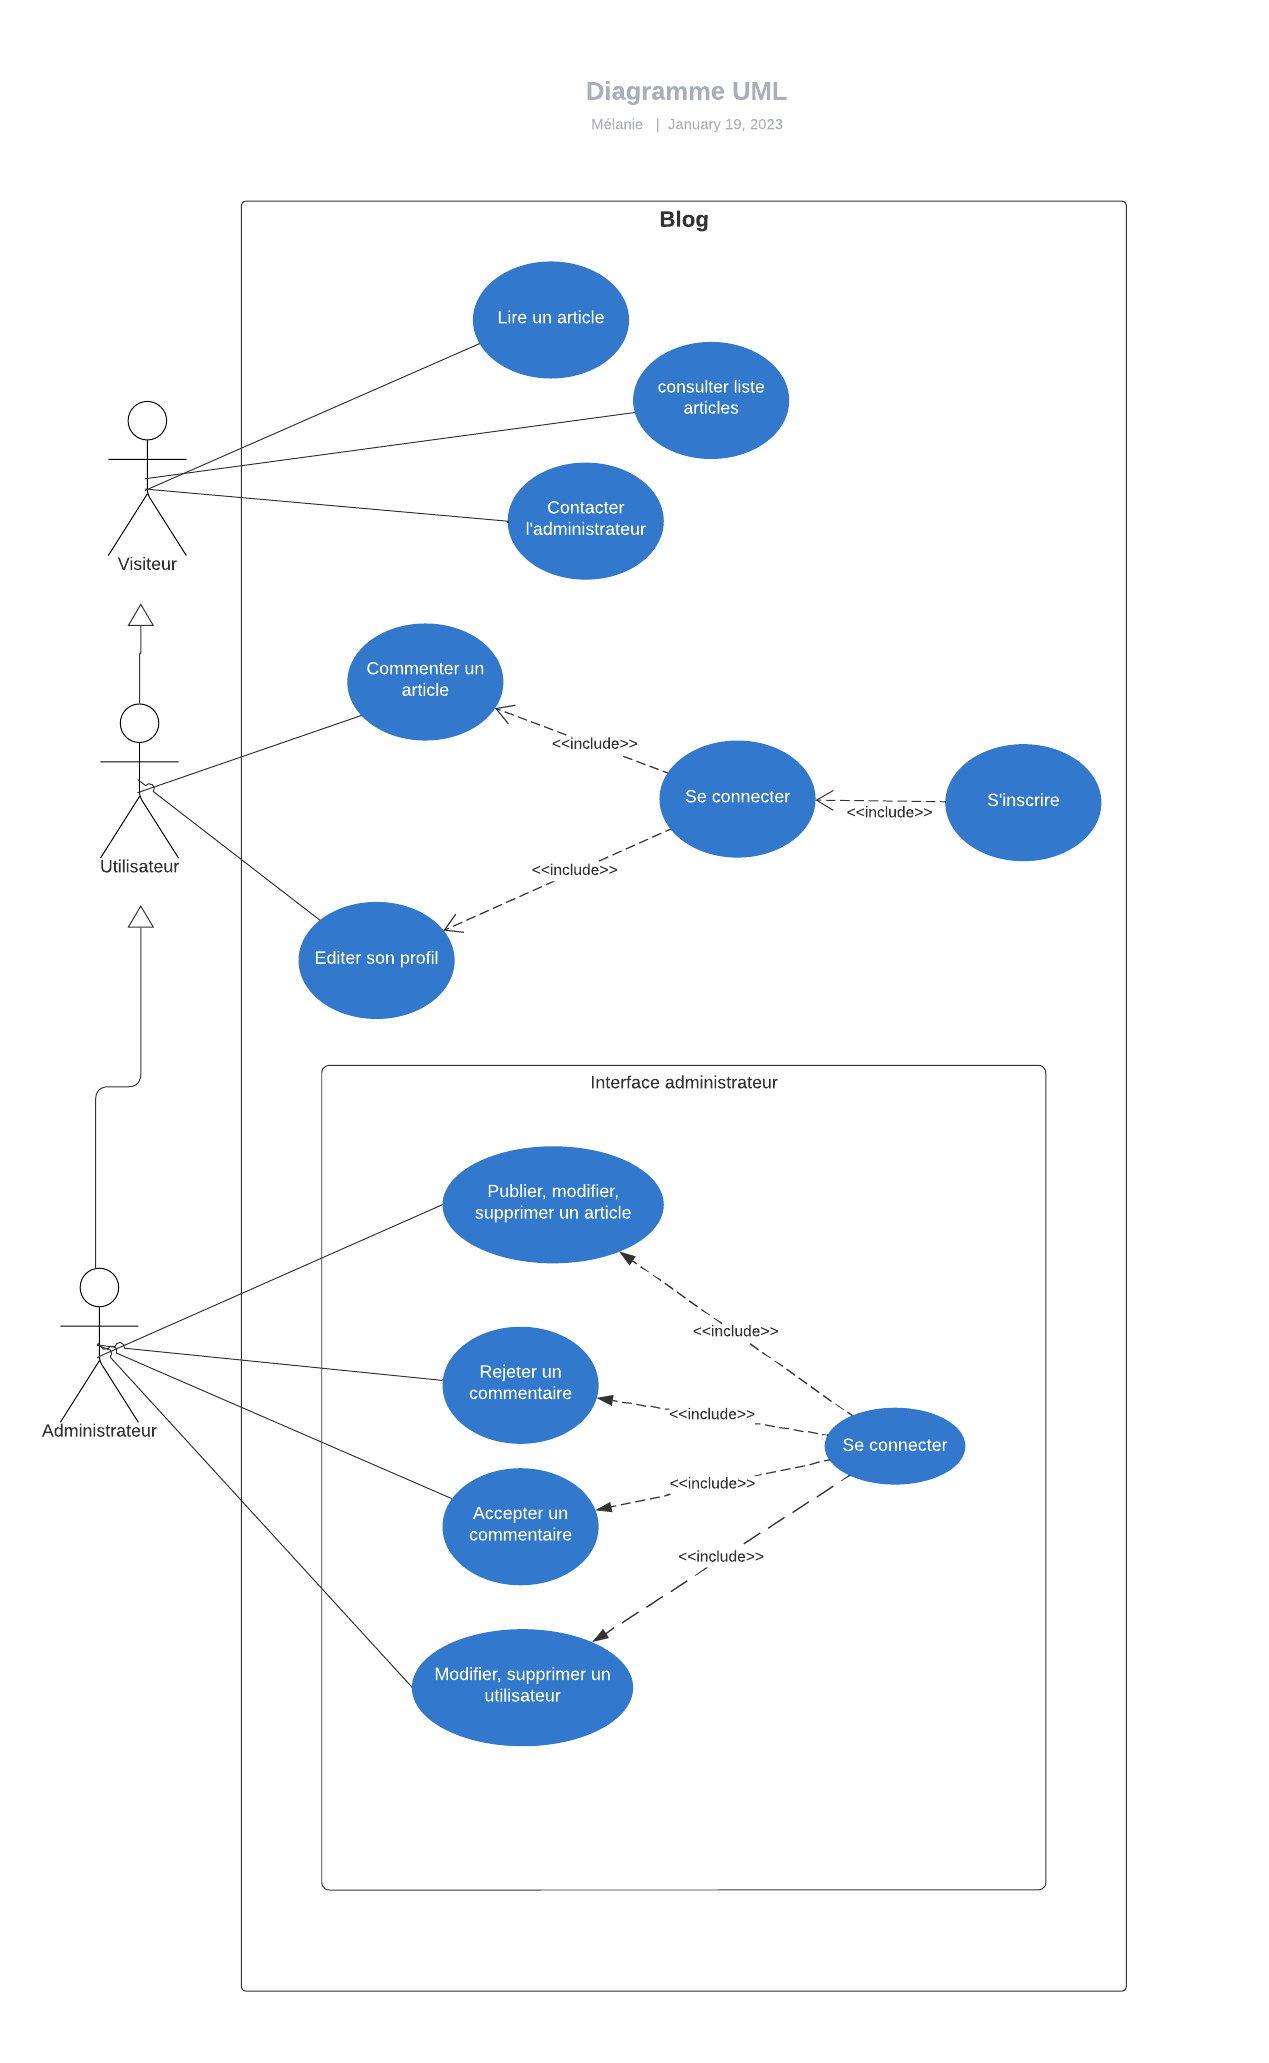 Diagramme UML
Mélanie | January 19, 2023
Blog
Lire un article
consulter liste
articles
Contacter
l'administrateur
Visiteur
Commenter un
article
<<include>>
Se connecter
S'inscrire
<<include>>
Utilisateur
<<include>>
Editer son profil
Interface administrateur
Publier, modifier,
supprimer un article
<<include>>
Rejeter un
commentaire
<<include>>
Administrateur
Se connecter
<<include>>
Accepter un
commentaire
<<include>>
Modifier, supprimer un
utilisateur